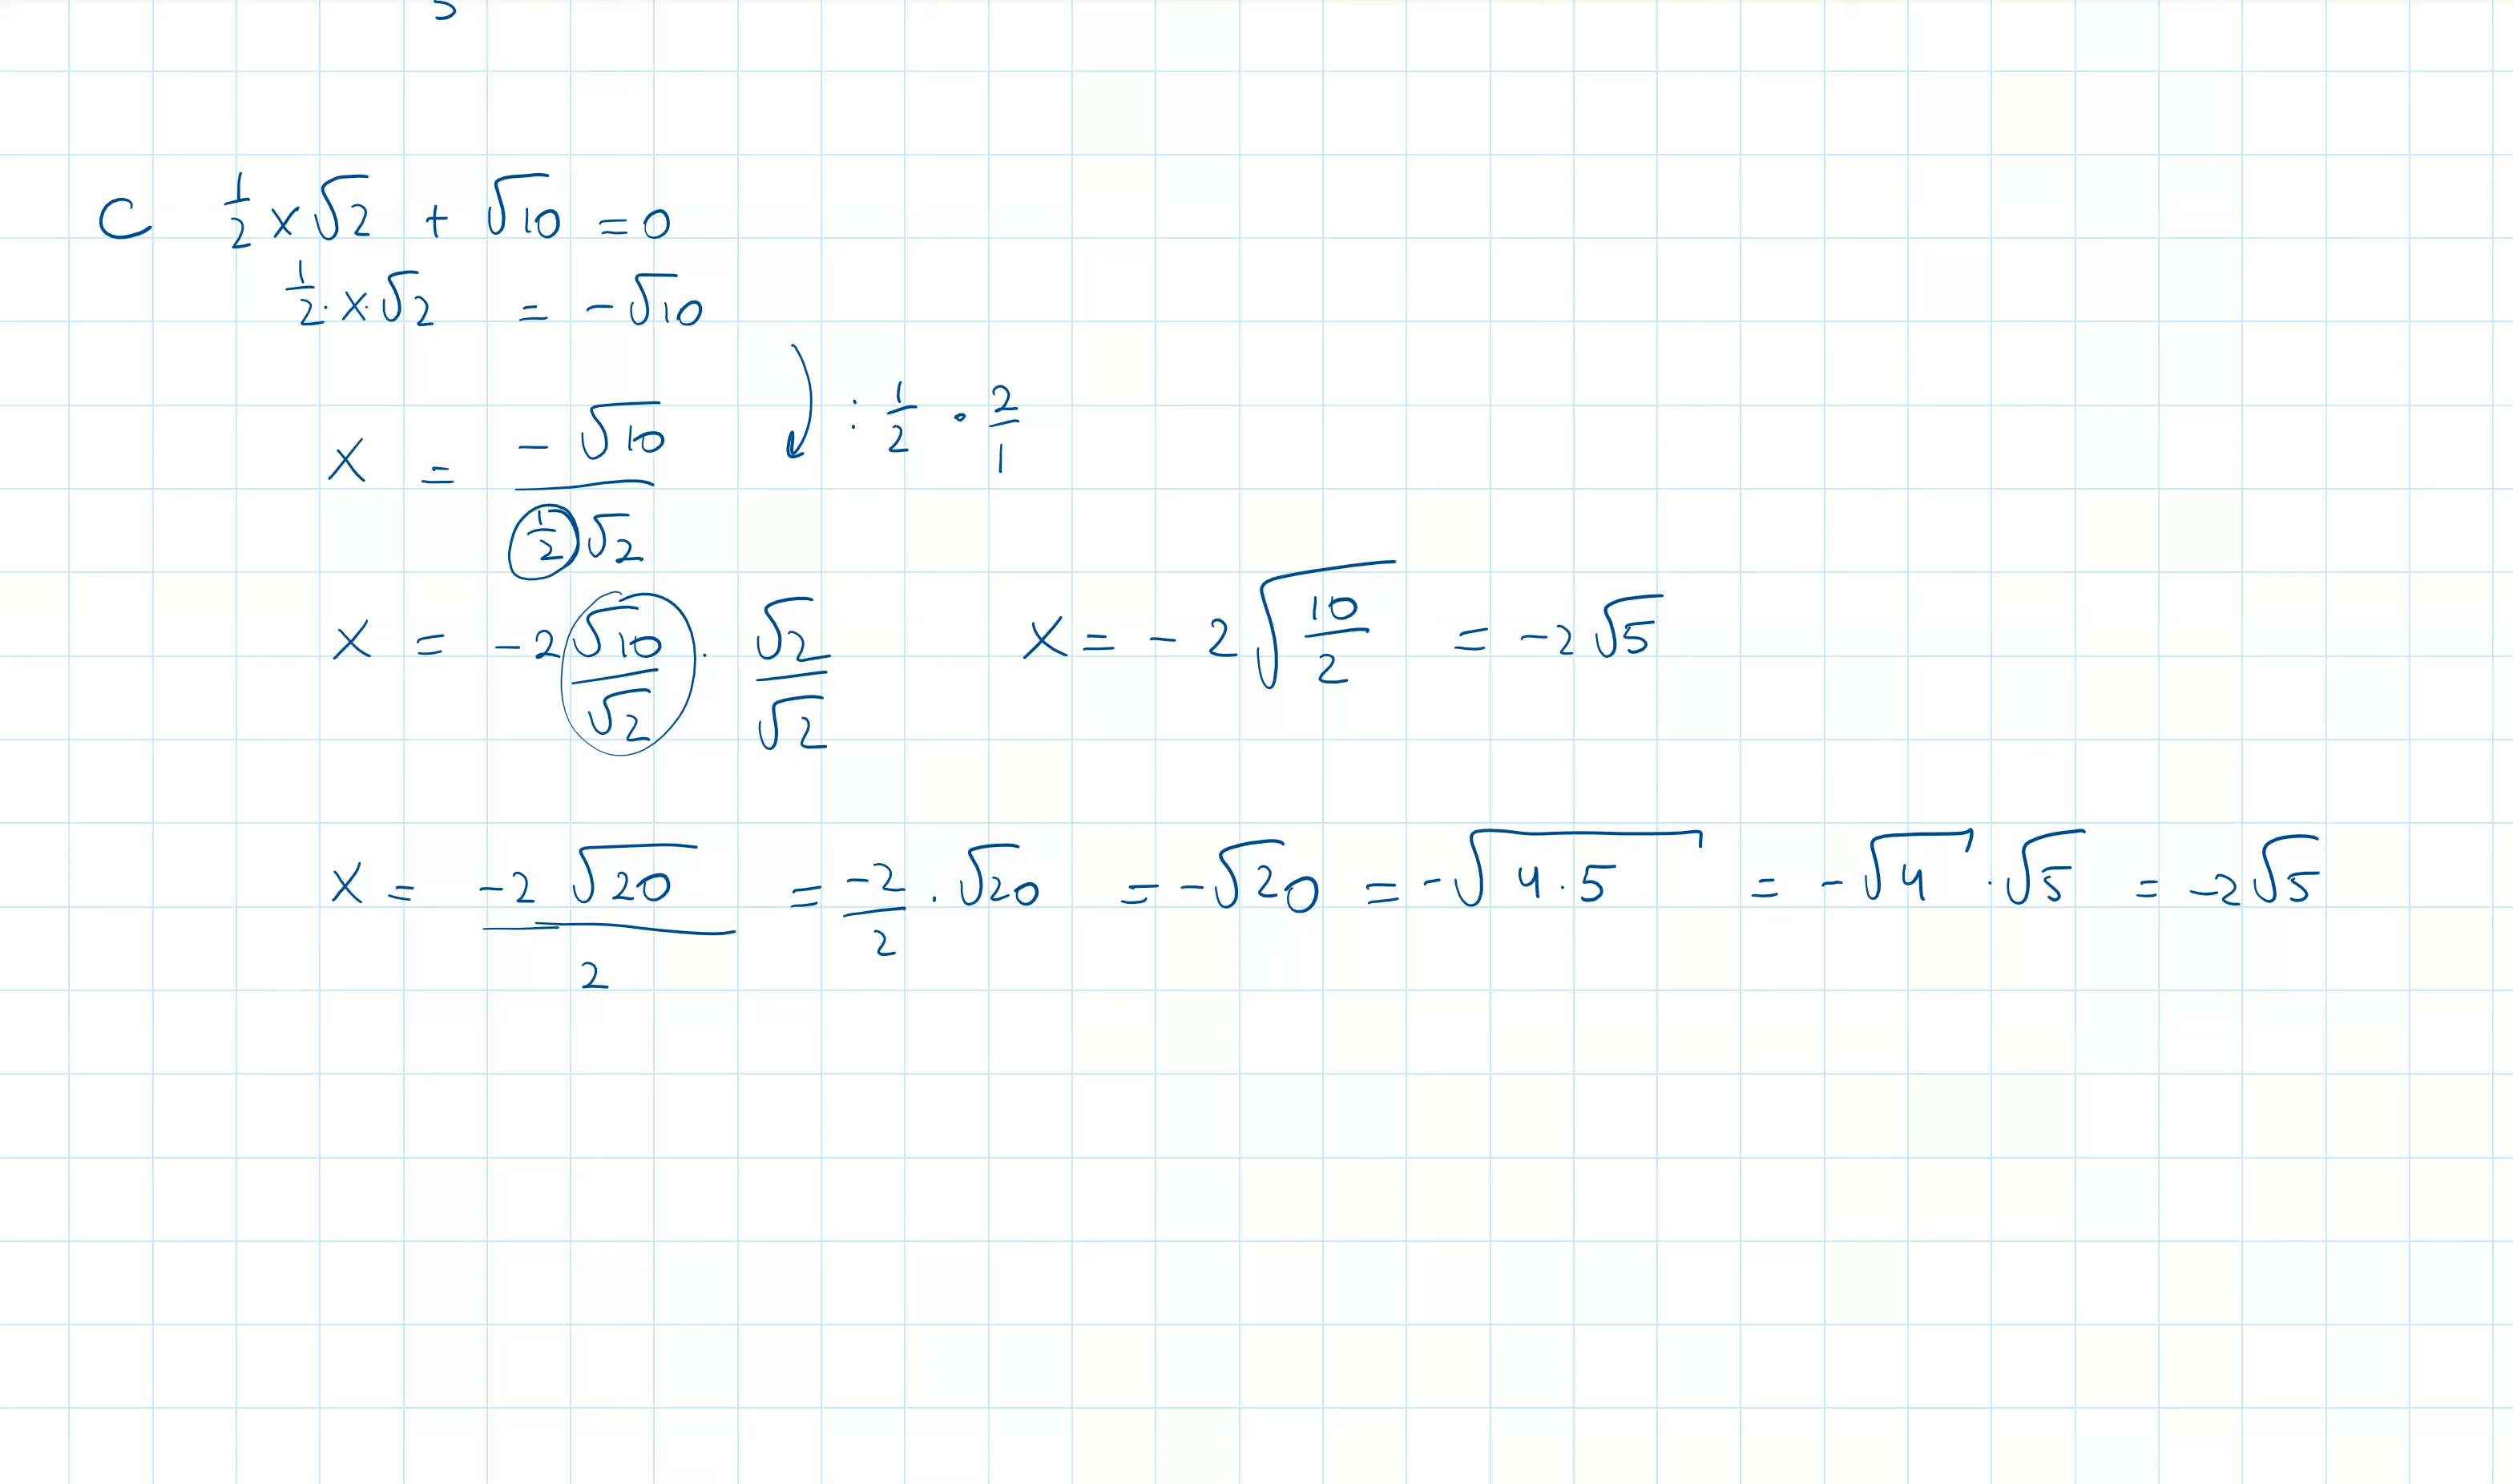 C ½x√2 + √10 = 0
½·x·√2 = -√10
: ½ · 2/1
x = -√10 / ½√2
x = -2 √10/√2 · √2/√2 x = -2√(10/2) = -2√5
x = -2√20 / 2 = -2/2 · √20 = -√20 = -√(4·5) = -√4 · √5 = -2√5